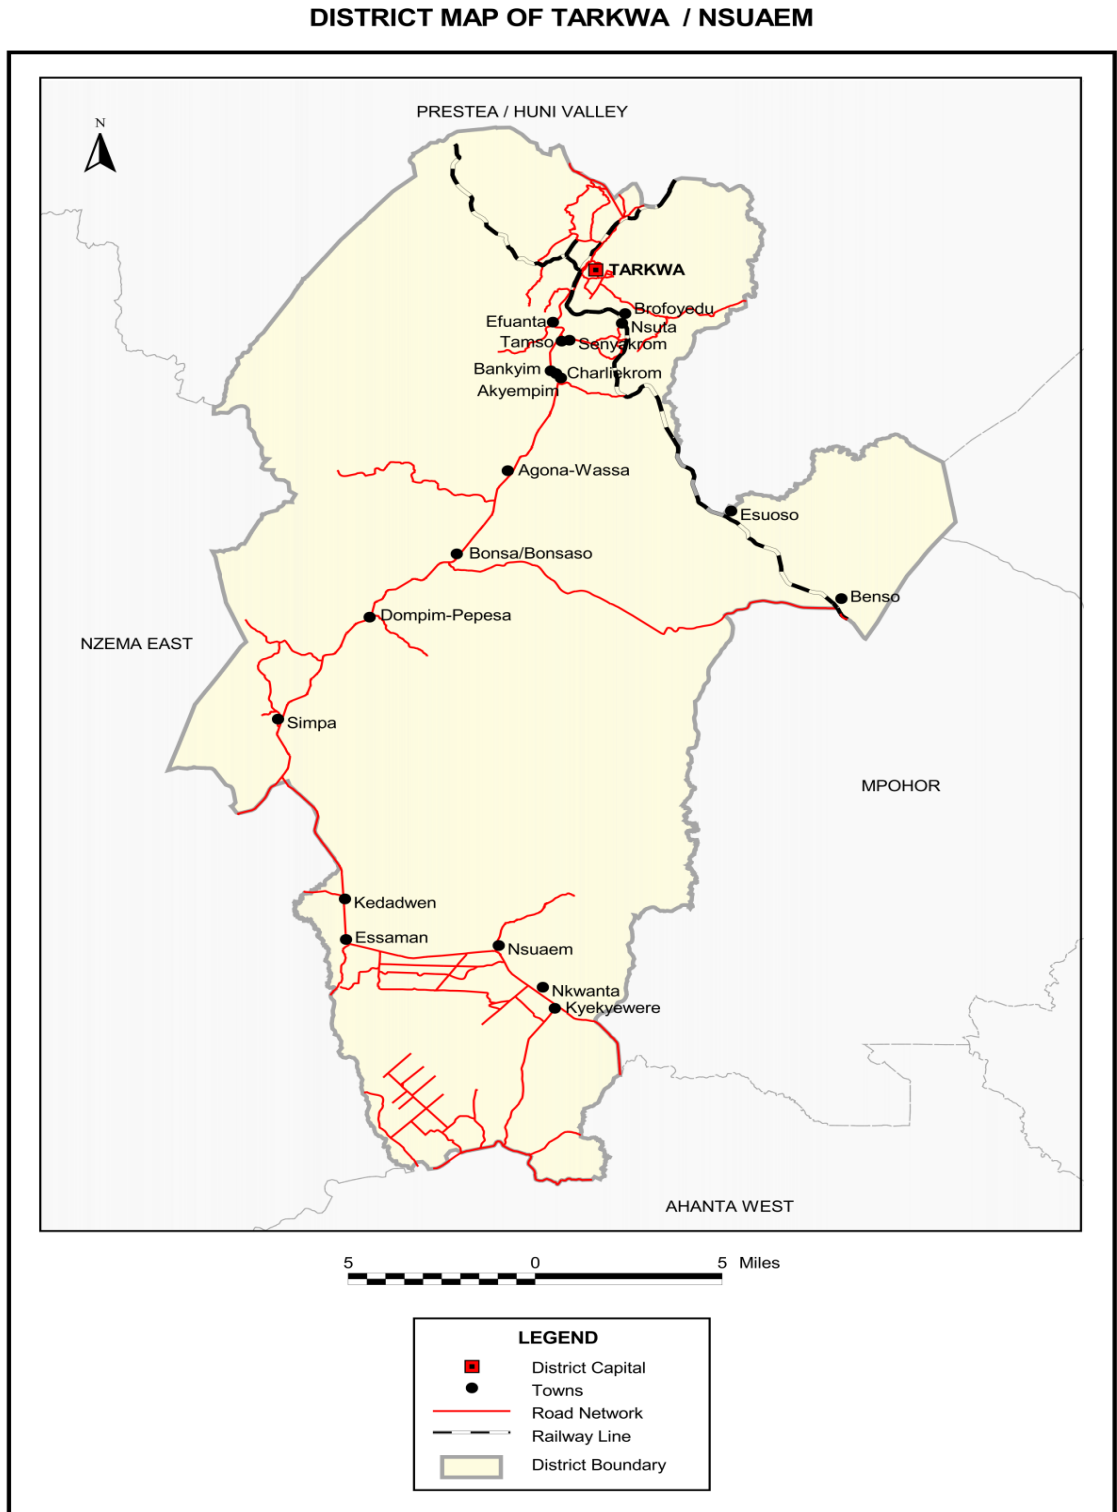 DISTRICT MAP OF TARKWA / NSUAEM
PRESTEA / HUNI VALLEY
N
TARKWA
Brofoyedu
Efuanta
Nsuta
Tamso
Senyakrom
Bankyim
Charliekrom
Akyempim
Agona-Wassa
Esuoso
Bonsa/Bonsaso
Benso
Dompim-Pepesa
NZEMA EAST
Simpa
MPOHOR
Kedadwen
Essaman
Nsuaem
Nkwanta
Kyekyewere
AHANTA WEST
5 0 5 Miles
LEGEND
District Capital
Towns
Road Network
Railway Line
District Boundary